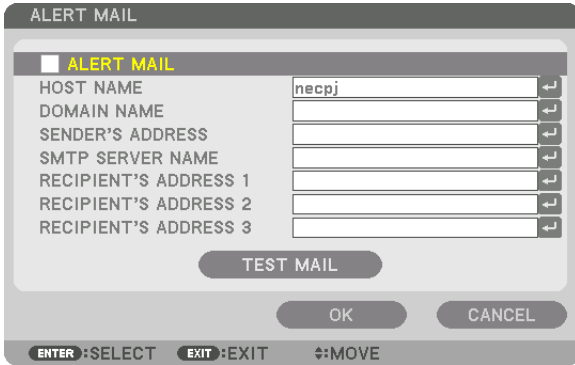 ALERT MAIL
ALERT MAIL
HOST NAME necpj
DOMAIN NAME
SENDER'S ADDRESS
SMTP SERVER NAME
RECIPIENT'S ADDRESS 1
RECIPIENT'S ADDRESS 2
RECIPIENT'S ADDRESS 3
TEST MAIL
OK CANCEL
ENTER :SELECT EXIT :EXIT :MOVE